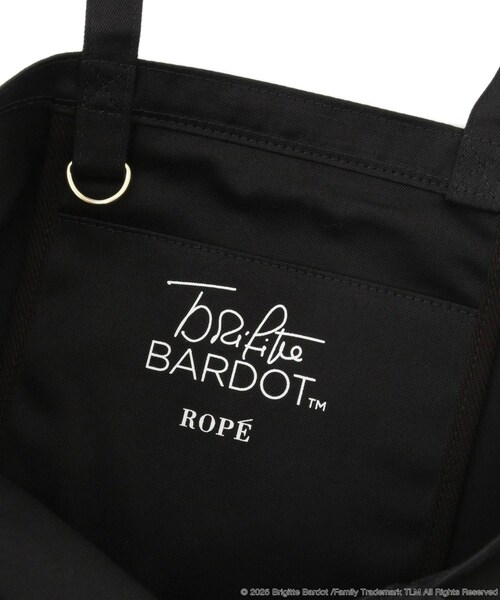 Brigitte
BARDOT™
ROPÉ
© 2025 Brigitte Bardot /Family Trademark TLM All Rights Reserved